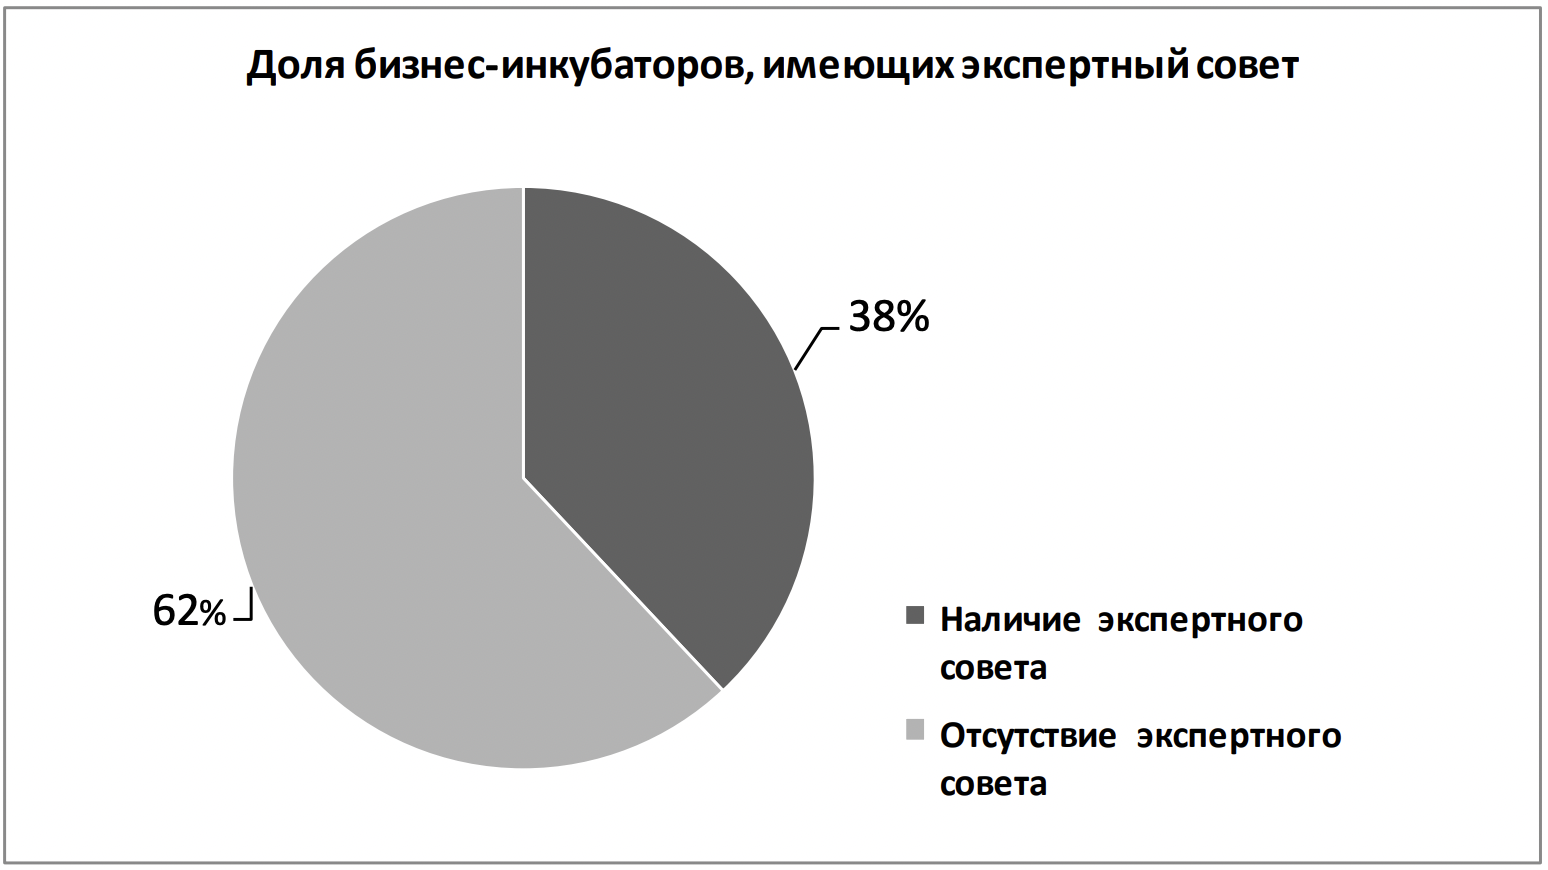 Доля бизнес-инкубаторов, имеющих экспертный совет
38%
62%
Наличие экспертного
совета
Отсутствие экспертного
совета